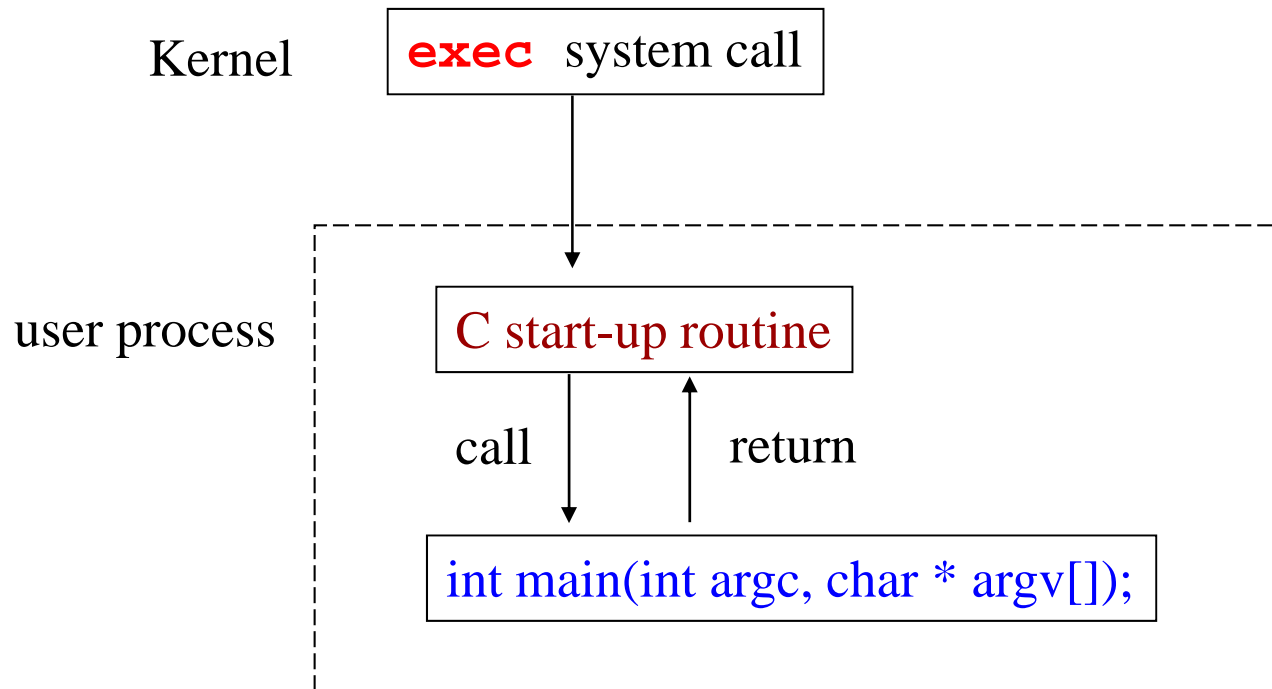 Kernel
exec system call
user process
C start-up routine
call
return
int main(int argc, char * argv[]);